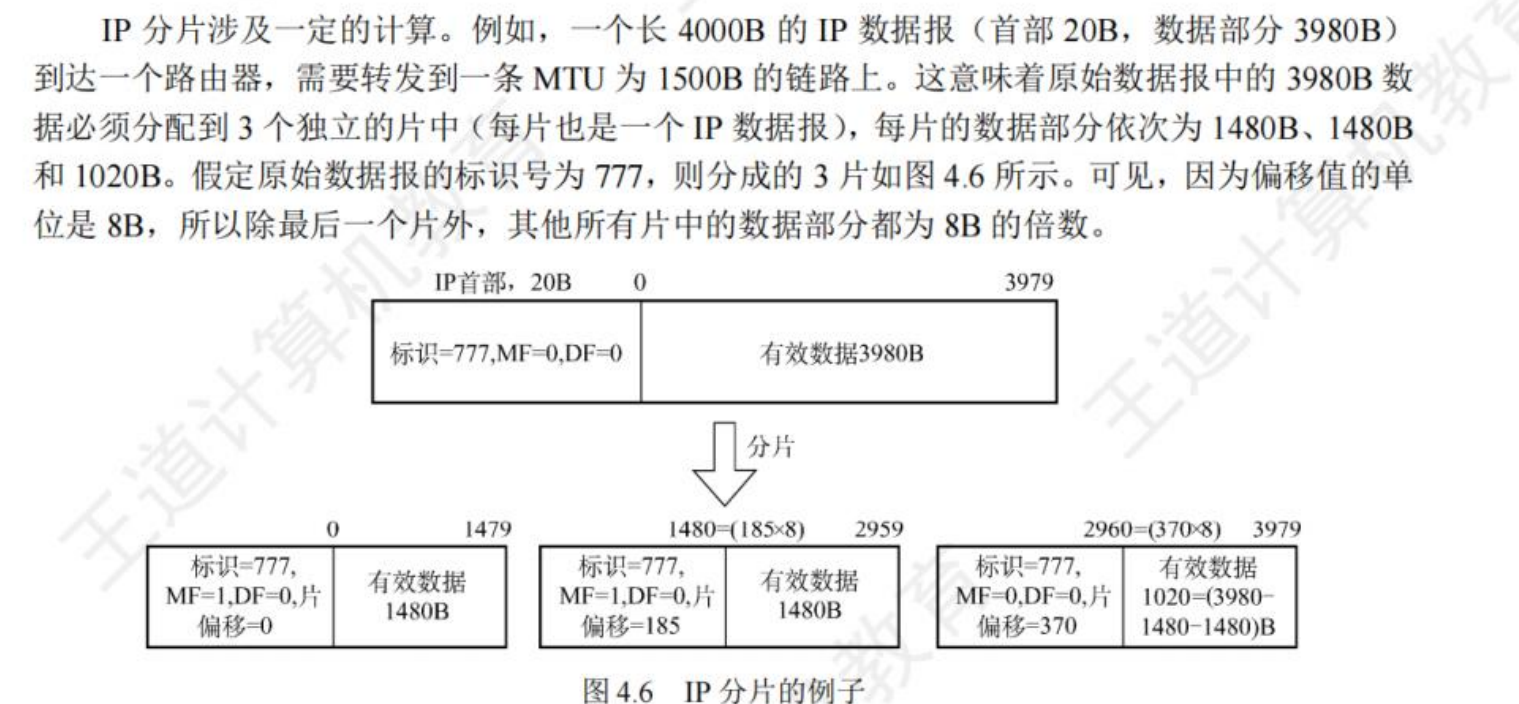 IP 分片涉及一定的计算。例如，一个长 4000B 的 IP 数据报（首部 20B，数据部分 3980B）
到达一个路由器，需要转发到一条 MTU 为 1500B 的链路上。这意味着原始数据报中的 3980B 数
据必须分配到 3 个独立的片中（每片也是一个 IP 数据报），每片的数据部分依次为 1480B、1480B
和 1020B。假定原始数据报的标识号为 777，则分成的 3 片如图 4.6 所示。可见，因为偏移值的单
位是 8B，所以除最后一个片外，其他所有片中的数据部分都为 8B 的倍数。
IP首部，20B 0 3979
标识=777,MF=0,DF=0 有效数据3980B
分片
0 1479
标识=777,
MF=1,DF=0,片
偏移=0
有效数据
1480B
1480=(185×8) 2959
标识=777,
MF=1,DF=0,片
偏移=185
有效数据
1480B
2960=(370×8) 3979
标识=777,
MF=0,DF=0,片
偏移=370
有效数据
1020=(3980−
1480−1480)B
图 4.6 IP 分片的例子
王道计算机教育
王道计算机教育
教育